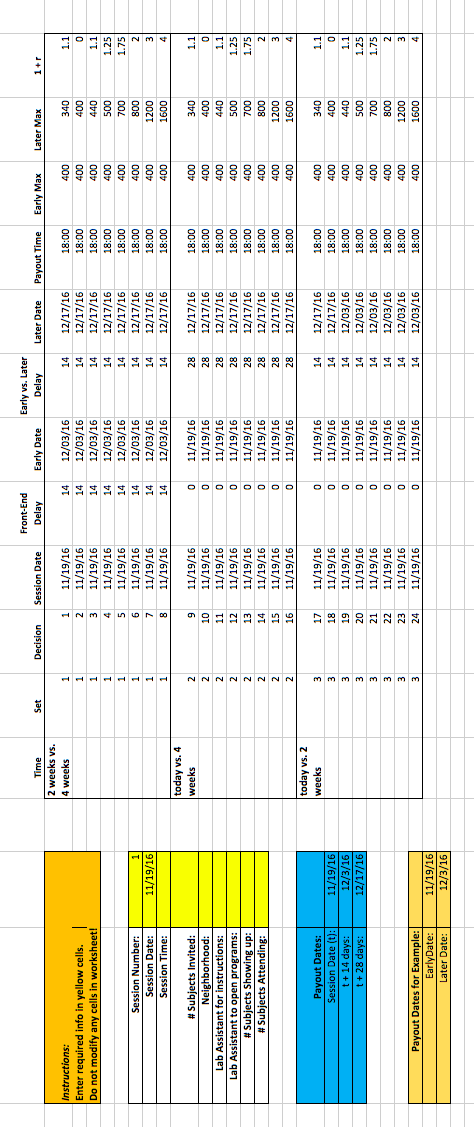 Instructions:
Enter required info in yellow cells.
Do not modify any cells in worksheet!
Session Number: 1
Session Date: 11/19/16
Session Time:
# Subjects Invited:
Neighborhood:
Lab Assistant for instructions:
Lab Assistant to open programs:
# Subjects Showing up:
# Subjects Attending:
Payout Dates:
Session Date (t): 11/19/16
t + 14 days: 12/3/16
t + 28 days: 12/17/16
Payout Dates for Example:
EarlyDate: 11/19/16
Later Date: 12/3/16
Time Set Decision Session Date Front-End Delay Early Date Early vs. Later Delay Later Date Payout Time Early Max Later Max 1 + r
2 weeks vs.
4 weeks 1 1 11/19/16 14 12/03/16 14 12/17/16 18:00 400 340 1.1
1 2 11/19/16 14 12/03/16 14 12/17/16 18:00 400 400 0
1 3 11/19/16 14 12/03/16 14 12/17/16 18:00 400 440 1.1
1 4 11/19/16 14 12/03/16 14 12/17/16 18:00 400 500 1.25
1 5 11/19/16 14 12/03/16 14 12/17/16 18:00 400 700 1.75
1 6 11/19/16 14 12/03/16 14 12/17/16 18:00 400 800 2
1 7 11/19/16 14 12/03/16 14 12/17/16 18:00 400 1200 3
1 8 11/19/16 14 12/03/16 14 12/17/16 18:00 400 1600 4
today vs. 4
weeks 2 9 11/19/16 0 11/19/16 28 12/17/16 18:00 400 340 1.1
2 10 11/19/16 0 11/19/16 28 12/17/16 18:00 400 400 0
2 11 11/19/16 0 11/19/16 28 12/17/16 18:00 400 440 1.1
2 12 11/19/16 0 11/19/16 28 12/17/16 18:00 400 500 1.25
2 13 11/19/16 0 11/19/16 28 12/17/16 18:00 400 700 1.75
2 14 11/19/16 0 11/19/16 28 12/17/16 18:00 400 800 2
2 15 11/19/16 0 11/19/16 28 12/17/16 18:00 400 1200 3
2 16 11/19/16 0 11/19/16 28 12/17/16 18:00 400 1600 4
today vs. 2
weeks 3 17 11/19/16 0 11/19/16 14 12/17/16 18:00 400 340 1.1
3 18 11/19/16 0 11/19/16 14 12/17/16 18:00 400 400 0
3 19 11/19/16 0 11/19/16 14 12/03/16 18:00 400 440 1.1
3 20 11/19/16 0 11/19/16 14 12/03/16 18:00 400 500 1.25
3 21 11/19/16 0 11/19/16 14 12/03/16 18:00 400 700 1.75
3 22 11/19/16 0 11/19/16 14 12/03/16 18:00 400 800 2
3 23 11/19/16 0 11/19/16 14 12/03/16 18:00 400 1200 3
3 24 11/19/16 0 11/19/16 14 12/03/16 18:00 400 1600 4